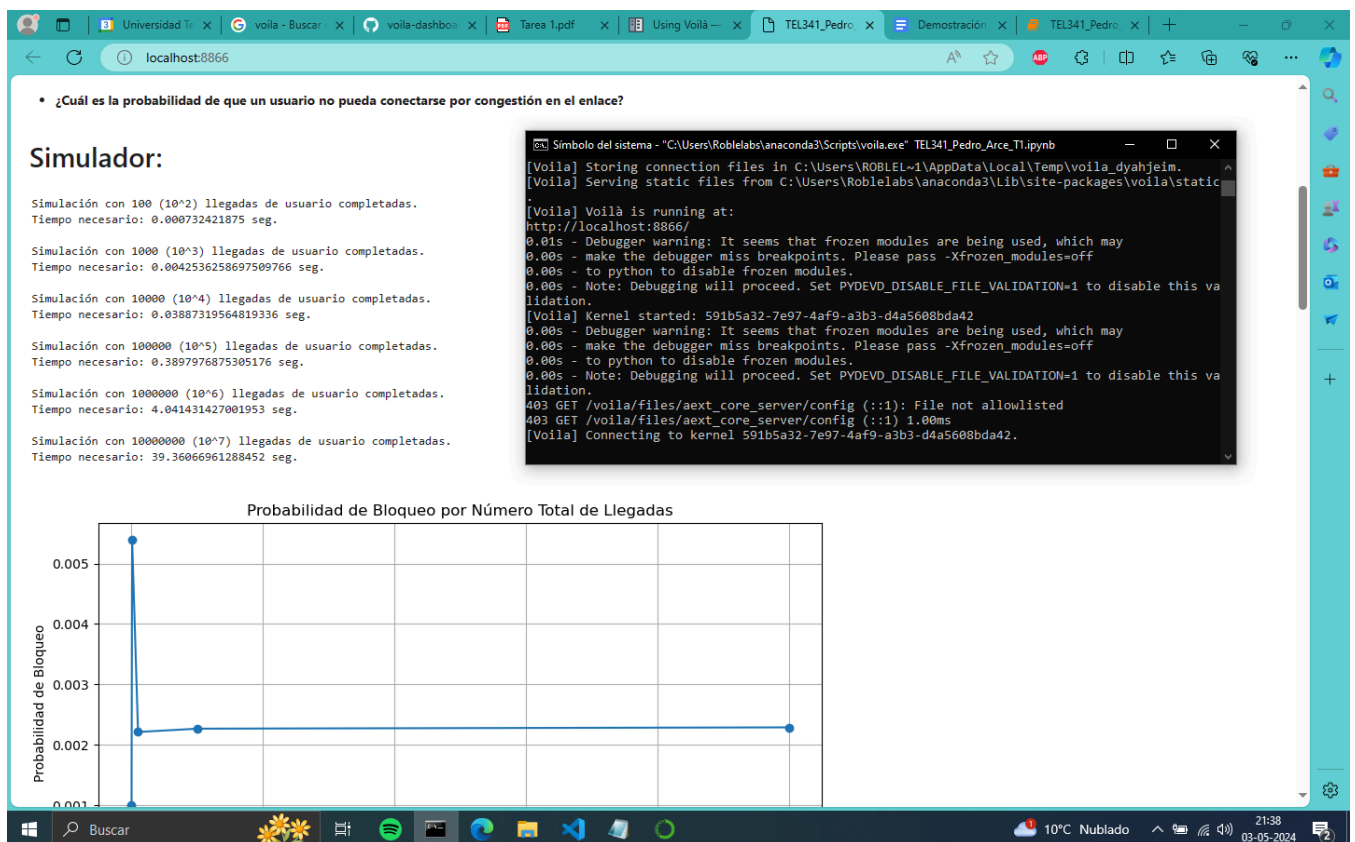 Universidad Te
voila - Buscar
voila-dashboa
Tarea 1.pdf
Using Voilà —
TEL341_Pedro_
Demostración
TEL341_Pedro_
localhost:8866
• ¿Cuál es la probabilidad de que un usuario no pueda conectarse por congestión en el enlace?
Simulador:
Simulación con 100 (10^2) llegadas de usuario completadas.
Tiempo necesario: 0.000732421875 seg.
Simulación con 1000 (10^3) llegadas de usuario completadas.
Tiempo necesario: 0.0042536258697509766 seg.
Simulación con 10000 (10^4) llegadas de usuario completadas.
Tiempo necesario: 0.03887319564819336 seg.
Simulación con 100000 (10^5) llegadas de usuario completadas.
Tiempo necesario: 0.3897976875305176 seg.
Simulación con 1000000 (10^6) llegadas de usuario completadas.
Tiempo necesario: 4.041431427001953 seg.
Simulación con 10000000 (10^7) llegadas de usuario completadas.
Tiempo necesario: 39.36066961288452 seg.
Símbolo del sistema - "C:\Users\Roblelabs\anaconda3\Scripts\voila.exe" TEL341_Pedro_Arce_T1.ipynb
[Voila] Storing connection files in C:\Users\ROBLEL~1\AppData\Local\Temp\voila_dyahjeim.
[Voila] Serving static files from C:\Users\Roblelabs\anaconda3\Lib\site-packages\voila\static
.
[Voila] Voilà is running at:
http://localhost:8866/
0.01s - Debugger warning: It seems that frozen modules are being used, which may
0.00s - make the debugger miss breakpoints. Please pass -Xfrozen_modules=off
0.00s - to python to disable frozen modules.
0.00s - Note: Debugging will proceed. Set PYDEVD_DISABLE_FILE_VALIDATION=1 to disable this va
lidation.
[Voila] Kernel started: 591b5a32-7e97-4af9-a3b3-d4a5608bda42
0.00s - Debugger warning: It seems that frozen modules are being used, which may
0.00s - make the debugger miss breakpoints. Please pass -Xfrozen_modules=off
0.00s - to python to disable frozen modules.
0.00s - Note: Debugging will proceed. Set PYDEVD_DISABLE_FILE_VALIDATION=1 to disable this va
lidation.
403 GET /voila/files/aext_core_server/config (::1): File not allowlisted
403 GET /voila/files/aext_core_server/config (::1) 1.00ms
[Voila] Connecting to kernel 591b5a32-7e97-4af9-a3b3-d4a5608bda42.
Probabilidad de Bloqueo por Número Total de Llegadas
Probabilidad de Bloqueo
0.005
0.004
0.003
0.002
0.001
Buscar
10°C Nublado
21:38
03-05-2024